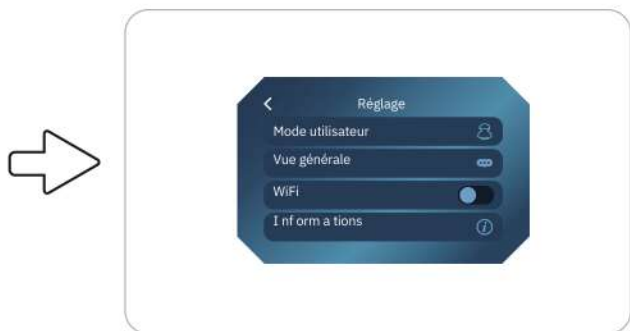 Réglage
Mode utilisateur
Vue générale
WiFi
I nf orm a tions